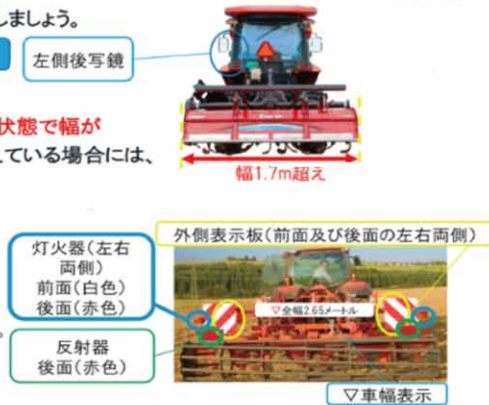 しましょう。
左側後写鏡
状態で幅が
ている場合には、
幅1.7m超え
外側表示板(前面及び後面の左右両側)
灯火器(左右
両側)
前面(白色)
後面(赤色)
▽全幅2.65メートル
。
反射器
後面(赤色)
▽車幅表示